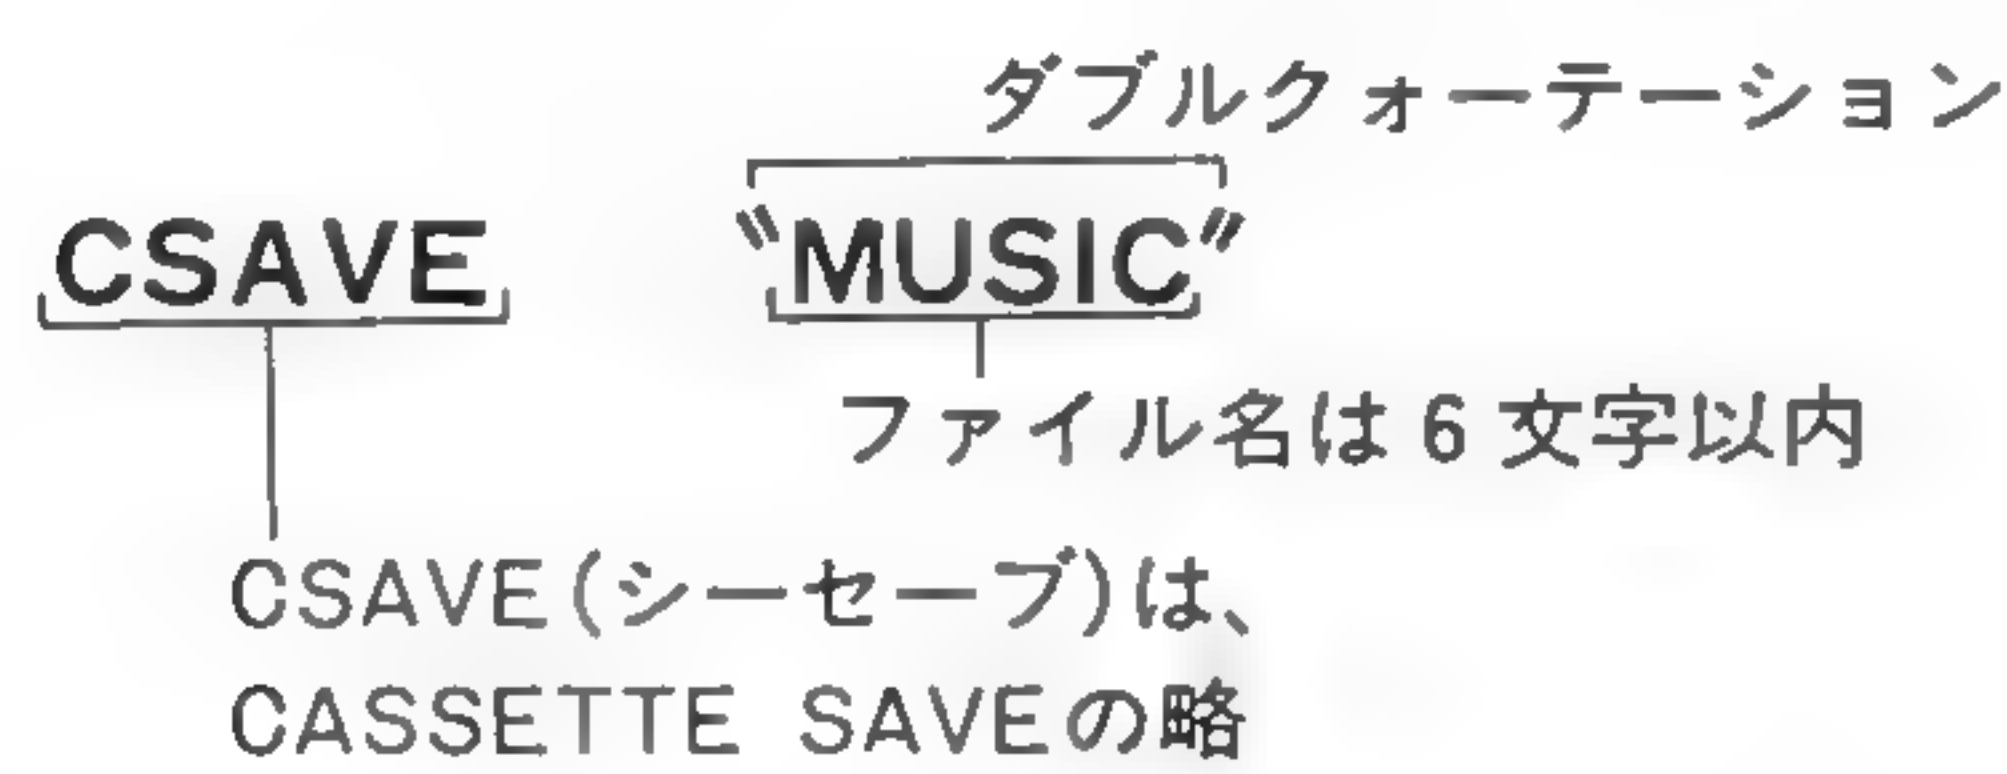 ダブルクォーテーション
CSAVE "MUSIC"
ファイル名は6文字以内
CSAVE(シーセーブ)は、
CASSETTE SAVEの略